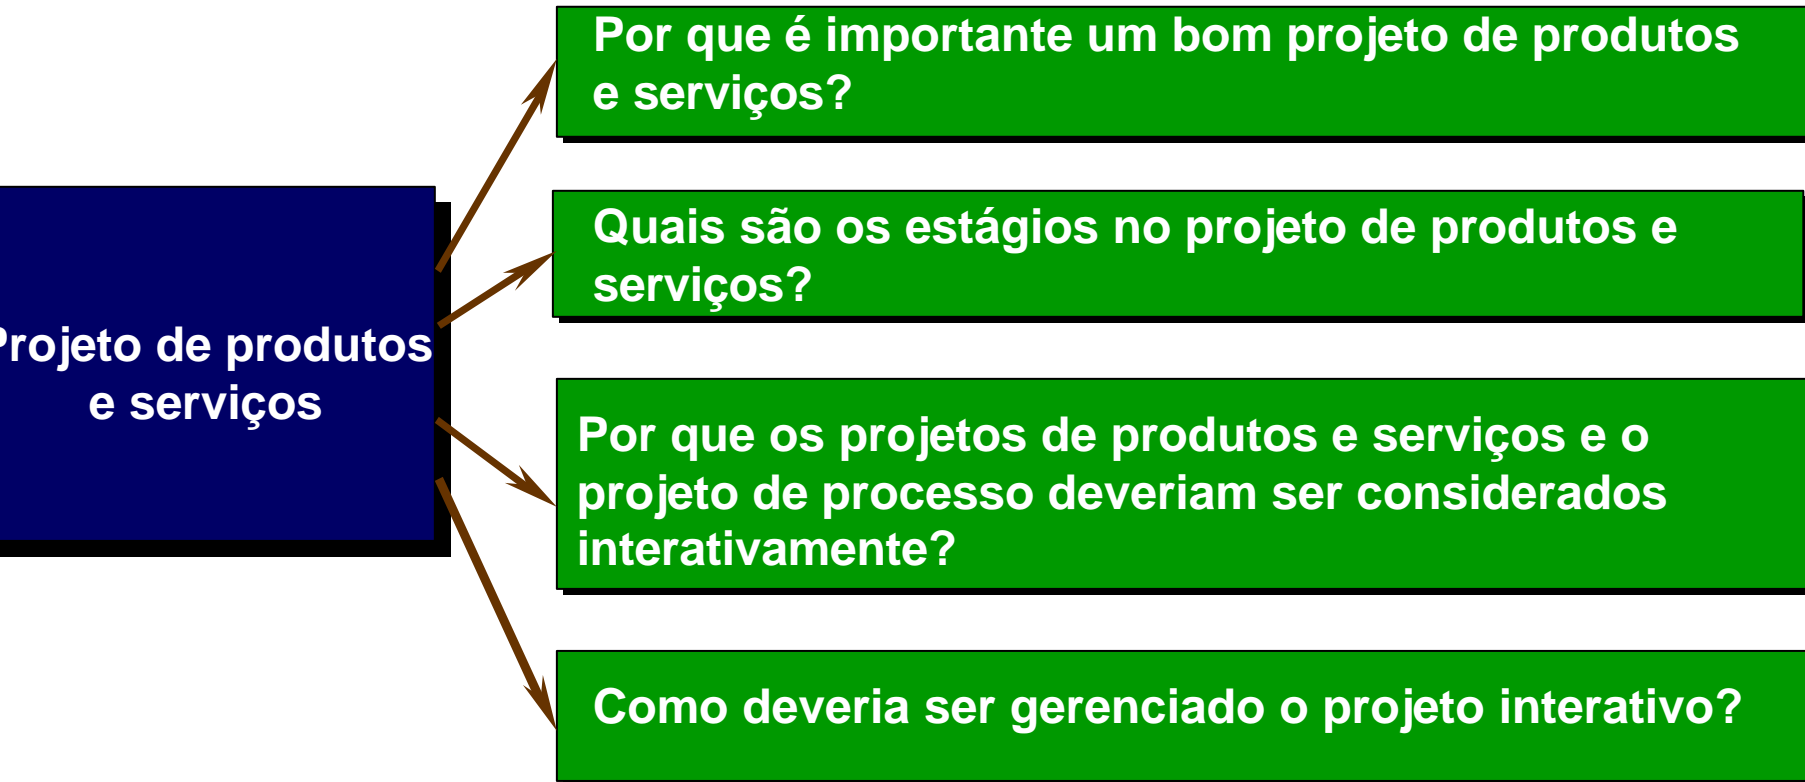 Por que é importante um bom projeto de produtos
e serviços?
Quais são os estágios no projeto de produtos e
serviços?
Projeto de produtos
e serviços
Por que os projetos de produtos e serviços e o
projeto de processo deveriam ser considerados
interativamente?
Como deveria ser gerenciado o projeto interativo?